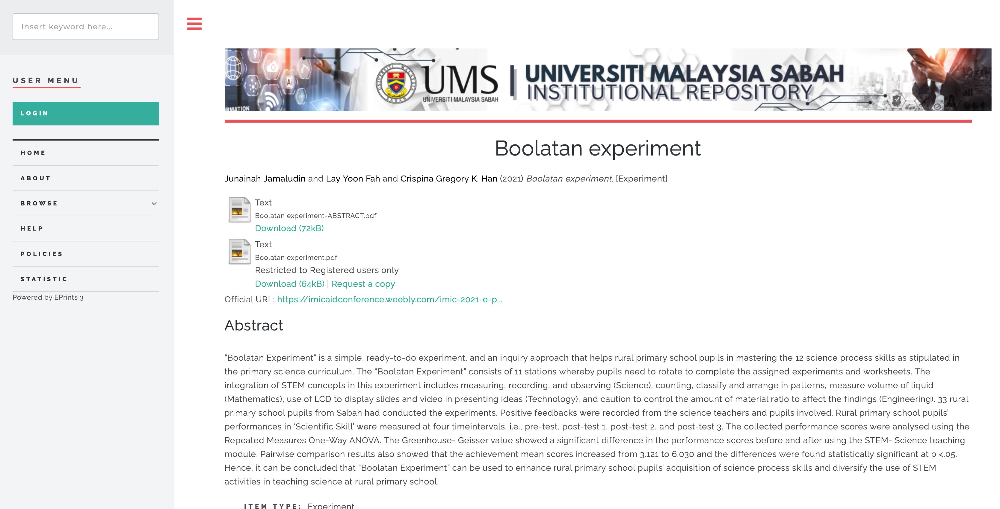 Insert keyword here...
USER MENU
LOGIN
HOME
ABOUT
BROWSE
HELP
POLICIES
STATISTIC
Powered by EPrints 3
AI
RMATION
UNIVERSITI MALAYSIA
SABAH
UMS
UNIVERSITI MALAYSIA SABAH
UNIVERSITI MALAYSIA SABAH
INSTITUTIONAL REPOSITORY
Boolatan experiment
Junainah Jamaludin and Lay Yoon Fah and Crispina Gregory K. Han (2021) Boolatan experiment. [Experiment]
Text
Boolatan experiment-ABSTRACT.pdf
Download (72kB)
Text
Boolatan experiment.pdf
Restricted to Registered users only
Download (64kB) | Request a copy
Official URL: https://imicaidconference.weebly.com/imic-2021-e-p...
Abstract
“Boolatan Experiment” is a simple, ready-to-do experiment, and an inquiry approach that helps rural primary school pupils in mastering the 12 science process skills as stipulated in
the primary science curriculum. The “Boolatan Experiment” consists of 11 stations whereby pupils need to rotate to complete the assigned experiments and worksheets. The
integration of STEM concepts in this experiment includes measuring, recording, and observing (Science), counting, classify and arrange in patterns, measure volume of liquid
(Mathematics), use of LCD to display slides and video in presenting ideas (Technology), and caution to control the amount of material ratio to affect the findings (Engineering). 33 rural
primary school pupils from Sabah had conducted the experiments. Positive feedbacks were recorded from the science teachers and pupils involved. Rural primary school pupils’
performances in ‘Scientific Skill’ were measured at four timeintervals, i.e., pre-test, post-test 1, post-test 2, and post-test 3. The collected performance scores were analysed using the
Repeated Measures One-Way ANOVA. The Greenhouse- Geisser value showed a significant difference in the performance scores before and after using the STEM- Science teaching
module. Pairwise comparison results also showed that the achievement mean scores increased from 3.121 to 6.030 and the differences were found statistically significant at p <.05.
Hence, it can be concluded that “Boolatan Experiment” can be used to enhance rural primary school pupils’ acquisition of science process skills and diversify the use of STEM
activities in teaching science at rural primary school.
ITEM TYPE: Experiment